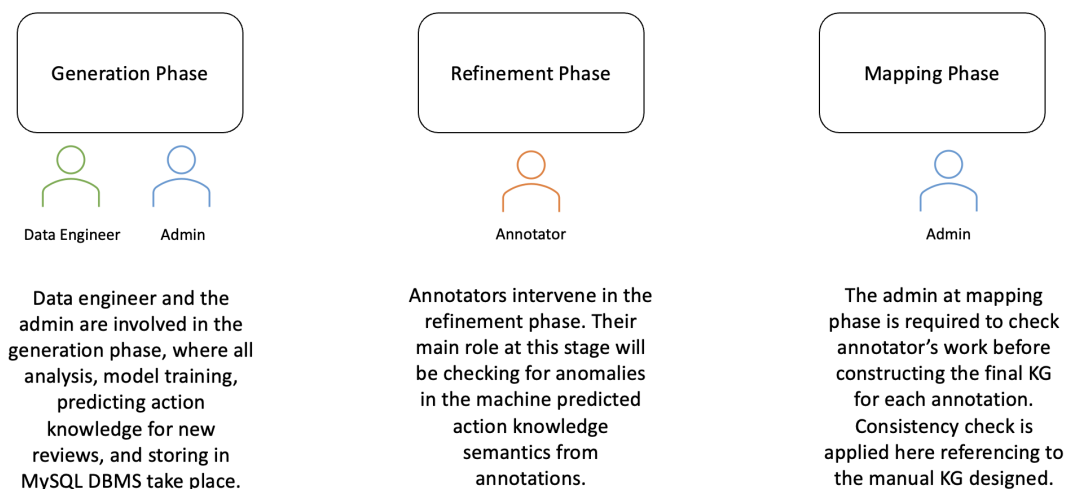 Generation Phase
Refinement Phase
Mapping Phase
Data Engineer
Admin
Annotator
Admin
Data engineer and the
admin are involved in the
generation phase, where all
analysis, model training,
predicting action
knowledge for new
reviews, and storing in
MySQL DBMS take place.
Annotators intervene in the
refinement phase. Their
main role at this stage will
be checking for anomalies
in the machine predicted
action knowledge
semantics from
annotations.
The admin at mapping
phase is required to check
annotator’s work before
constructing the final KG
for each annotation.
Consistency check is
applied here referencing to
the manual KG designed.